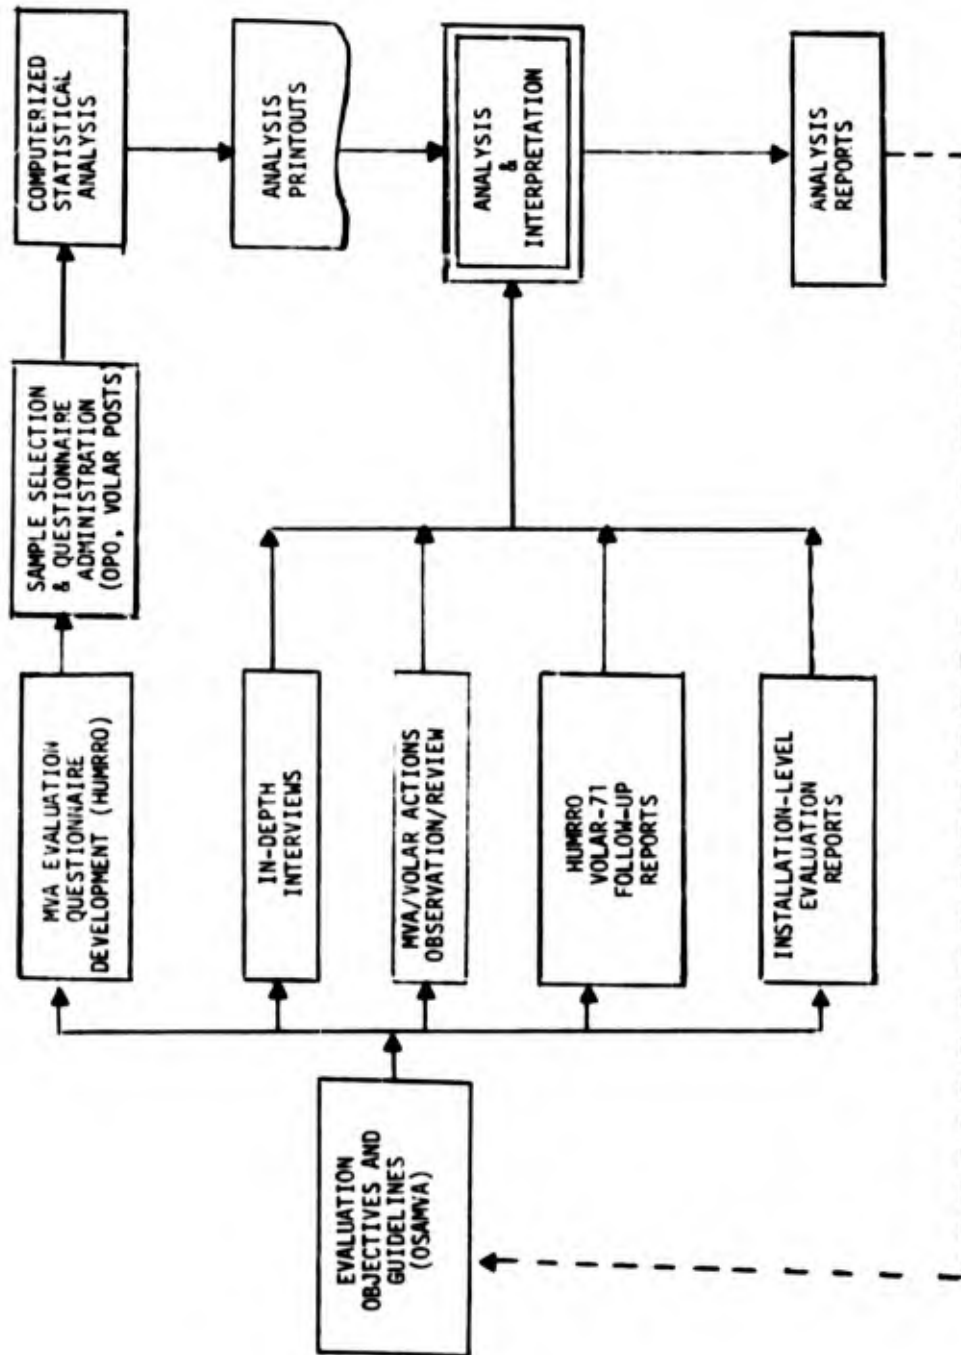 EVALUATION
OBJECTIVES AND
GUIDELINES
(OSAMVA)
MVA EVALUATION
QUESTIONNAIRE
DEVELOPMENT (HUMRRO)
IN-DEPTH
INTERVIEWS
MVA/VOLAR ACTIONS
OBSERVATION/REVIEW
HUMRRO
VOLAR-71
FOLLOW-UP
REPORTS
INSTALLATION-LEVEL
EVALUATION
REPORTS
SAMPLE SELECTION
& QUESTIONNAIRE
ADMINISTRATION
(OPO, VOLAR POSTS)
COMPUTERIZED
STATISTICAL
ANALYSIS
ANALYSIS
PRINTOUTS
ANALYSIS
&
INTERPRETATION
ANALYSIS
REPORTS